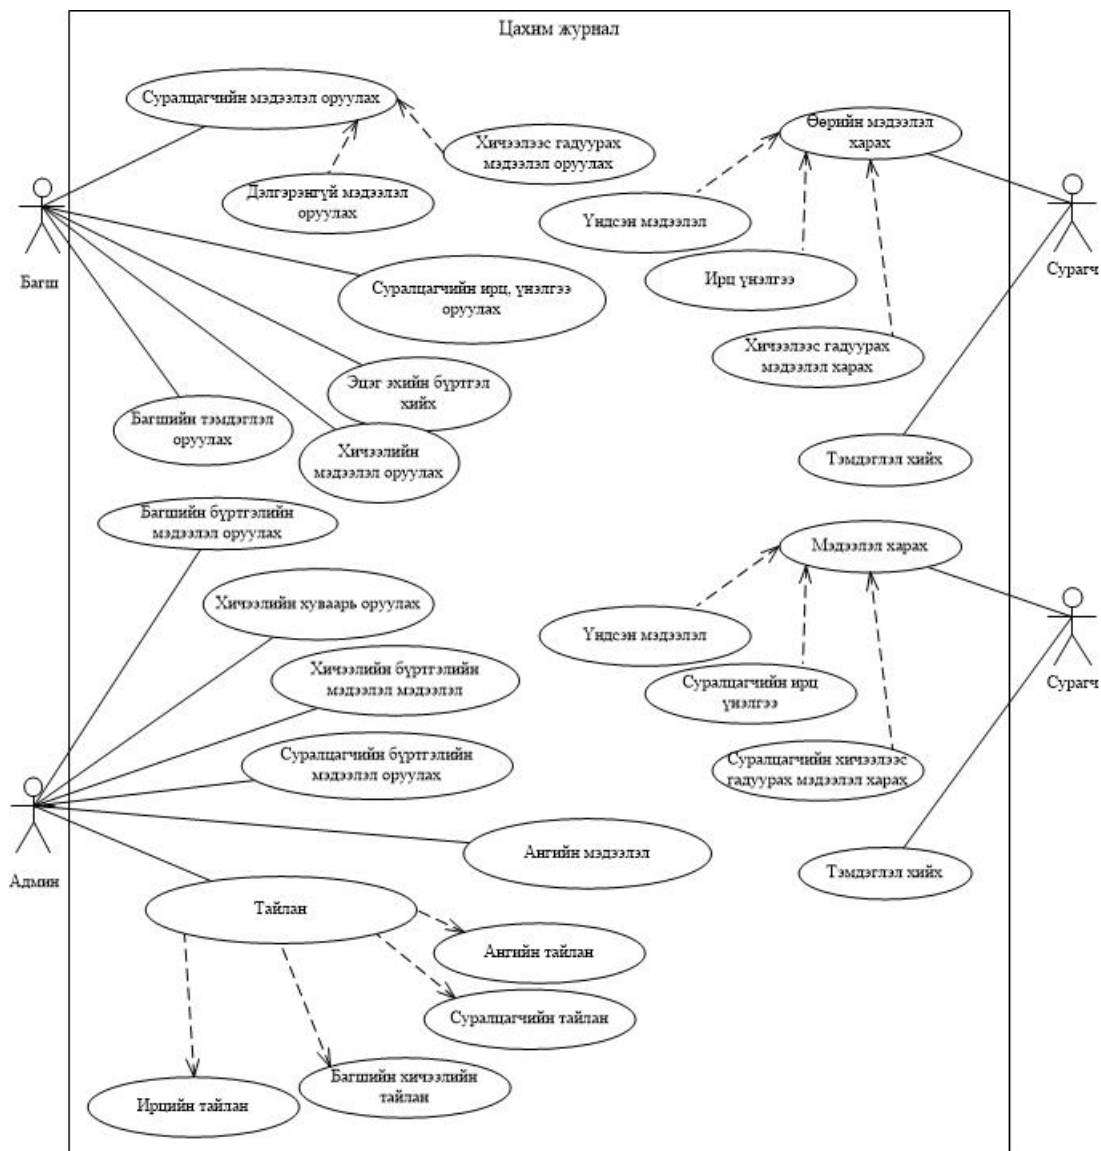 Цахим журнал
Суралцагчийн мэдээлэл оруулах
Хичээлээс гадуурах
мэдээлэл оруулах
Дэлгэрэнгүй мэдээлэл
оруулах
Багш
Суралцагчийн ирц, үнэлгээ
оруулах
Эцэг эхийн бүртгэл
хийх
Багшийн тэмдэглэл
оруулах
Хичээлийн
мэдээлэл оруулах
Өөрийн мэдээлэл
харах
Үндсэн мэдээлэл
Ирц үнэлгээ
Хичээлээс гадуурах
мэдээлэл харах
Сурагч
Тэмдэглэл хийх
Багшийн бүртгэлийн
мэдээлэл оруулах
Хичээлийн хуваарь оруулах
Хичээлийн бүртгэлийн
мэдээлэл мэдээлэл
Суралцагчийн бүртгэлийн
мэдээлэл оруулах
Админ
Ангийн мэдээлэл
Тайлан
Ангийн тайлан
Суралцагчийн тайлан
Багшийн хичээлийн
тайлан
Ирцийн тайлан
Мэдээлэл харах
Үндсэн мэдээлэл
Суралцагчийн ирц
үнэлгээ
Суралцагчийн хичээлээс
гадуурах мэдээлэл харах
Сурагч
Тэмдэглэл хийх